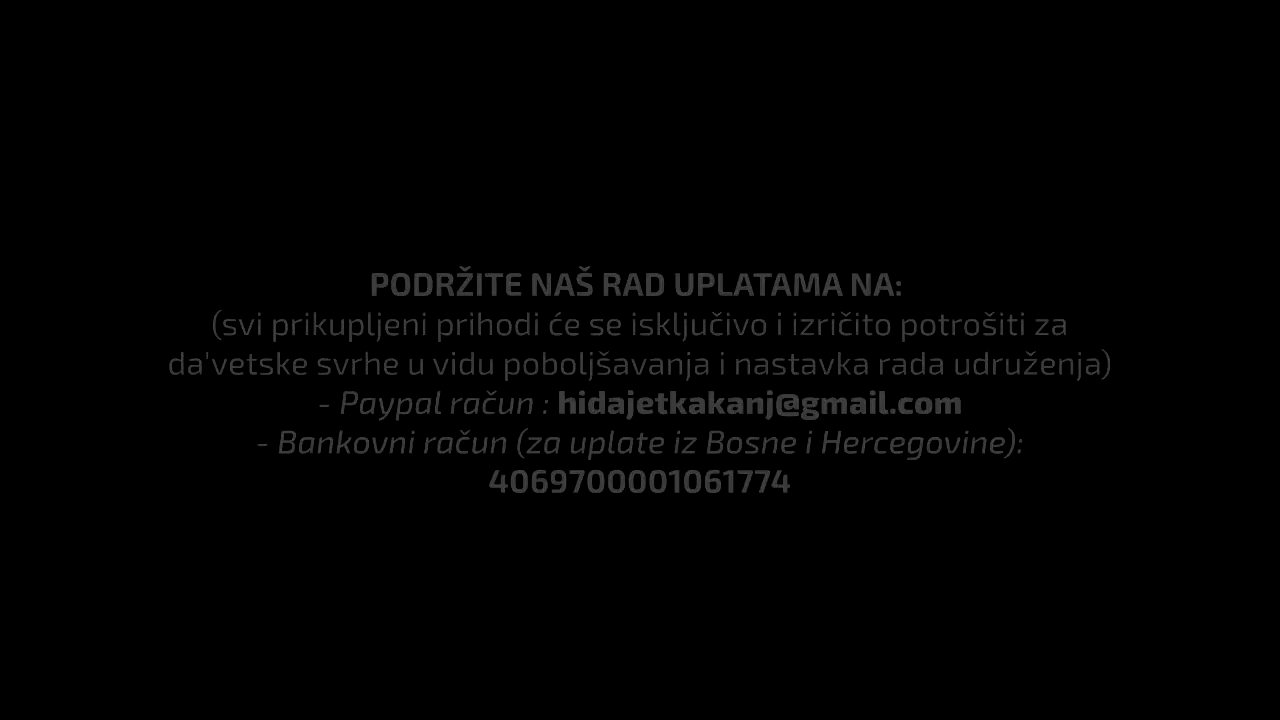 PODRŽITE NAŠ RAD UPLATAMA NA:
(svi prikupljeni prihodi će se isključivo i izričito potrošiti za
da'vetske svrhe u vidu poboljšavanja i nastavka rada udruženja)
- Paypal račun : hidajetkakanj@gmail.com
- Bankovni račun (za uplate iz Bosne i Hercegovine):
4069700001061774